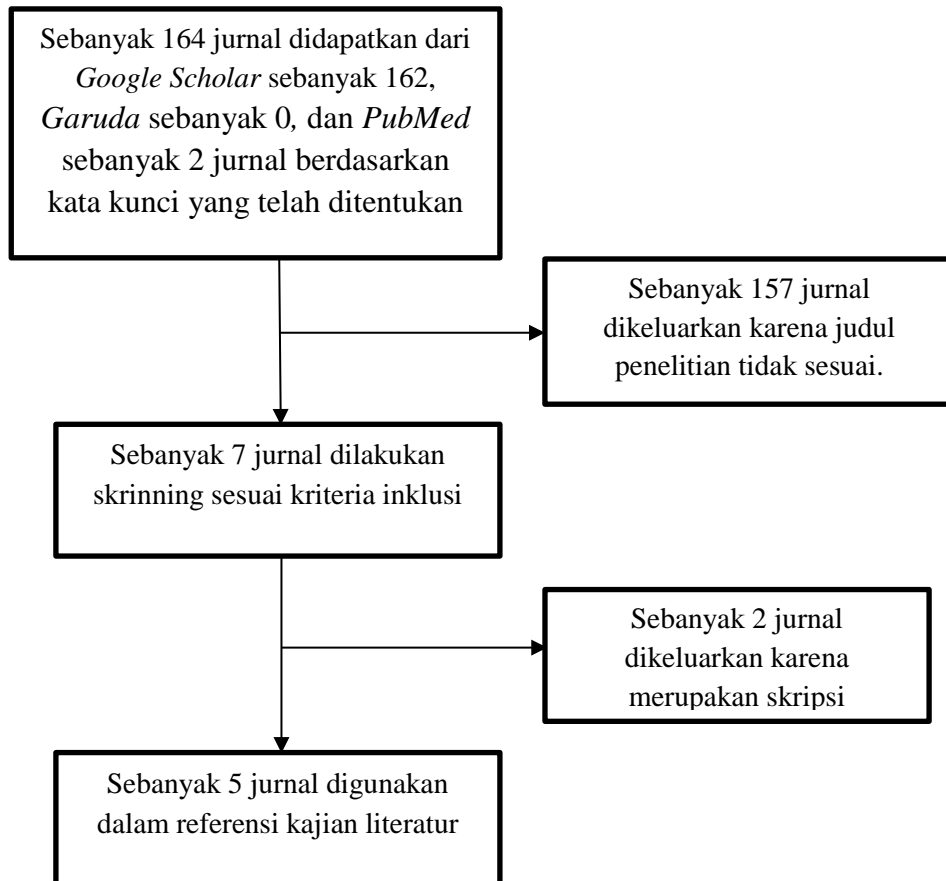 Sebanyak 164 jurnal didapatkan dari
Google Scholar sebanyak 162,
Garuda sebanyak 0, dan PubMed
sebanyak 2 jurnal berdasarkan
kata kunci yang telah ditentukan
Sebanyak 157 jurnal
dikeluarkan karena judul
penelitian tidak sesuai.
Sebanyak 7 jurnal dilakukan
skrinning sesuai kriteria inklusi
Sebanyak 2 jurnal
dikeluarkan karena
merupakan skripsi
Sebanyak 5 jurnal digunakan
dalam referensi kajian literatur